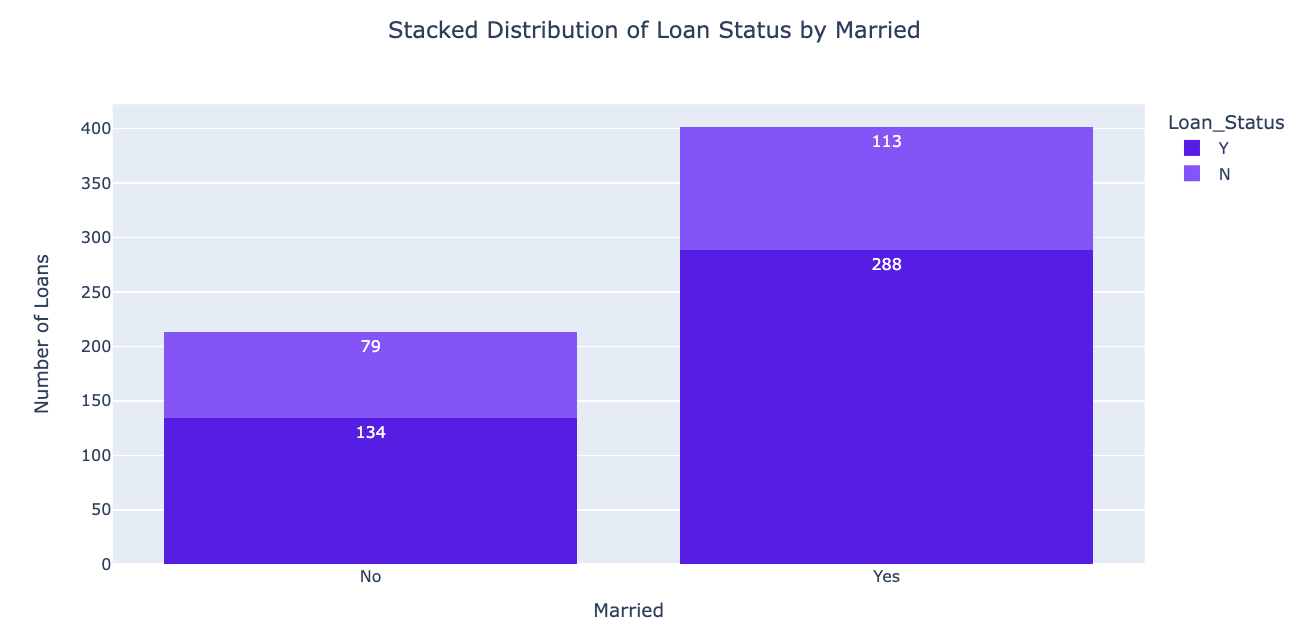 Stacked Distribution of Loan Status by Married
Number of Loans
400
350
300
250
200
150
100
50
0
79
134
113
288
No
Yes
Married
Loan_Status
Y
N